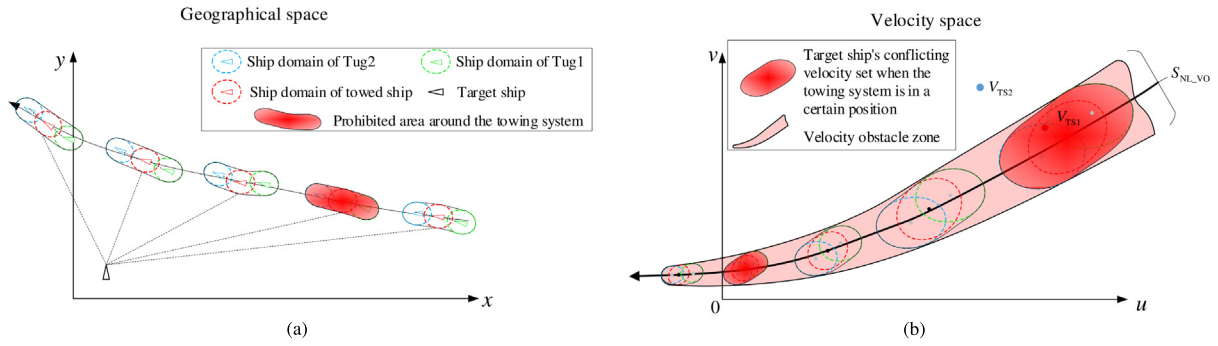 Geographical space
y
Ship domain of Tug2
Ship domain of Tug1
Ship domain of towed ship
Target ship
Prohibited area around the towing system
x
(a)
Velocity space
v
Target ship's conflicting
velocity set when the
towing system is in a
certain position
Velocity obstacle zone
V_TS2
V_TS1
S_NL_VO
0
u
(b)